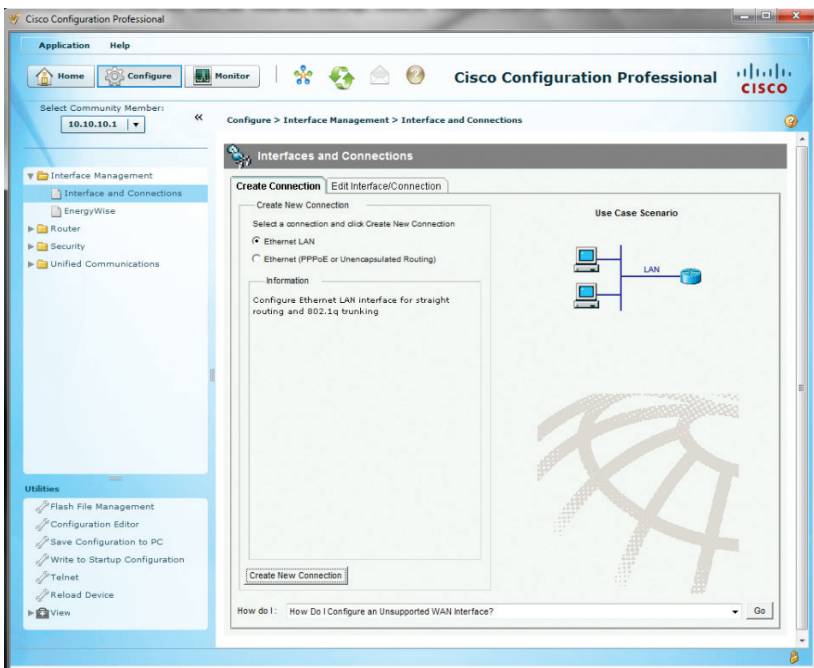 Cisco Configuration Professional
Application Help
Home Configure Monitor Cisco Configuration Professional
CISCO
Select Community Member:
10.10.10.1
Configure > Interface Management > Interface and Connections
Interface Management
Interface and Connections
EnergyWise
Router
Security
Unified Communications
Utilities
Flash File Management
Configuration Editor
Save Configuration to PC
Write to Startup Configuration
Telnet
Reload Device
View
Interfaces and Connections
Create Connection Edit Interface/Connection
Create New Connection
Select a connection and click Create New Connection
Ethernet LAN
Ethernet (PPPoE or Unencapsulated Routing)
Information
Configure Ethernet LAN interface for straight
routing and 802.1q trunking
Use Case Scenario
LAN
Create New Connection
How do I: How Do I Configure an Unsupported WAN Interface? Go